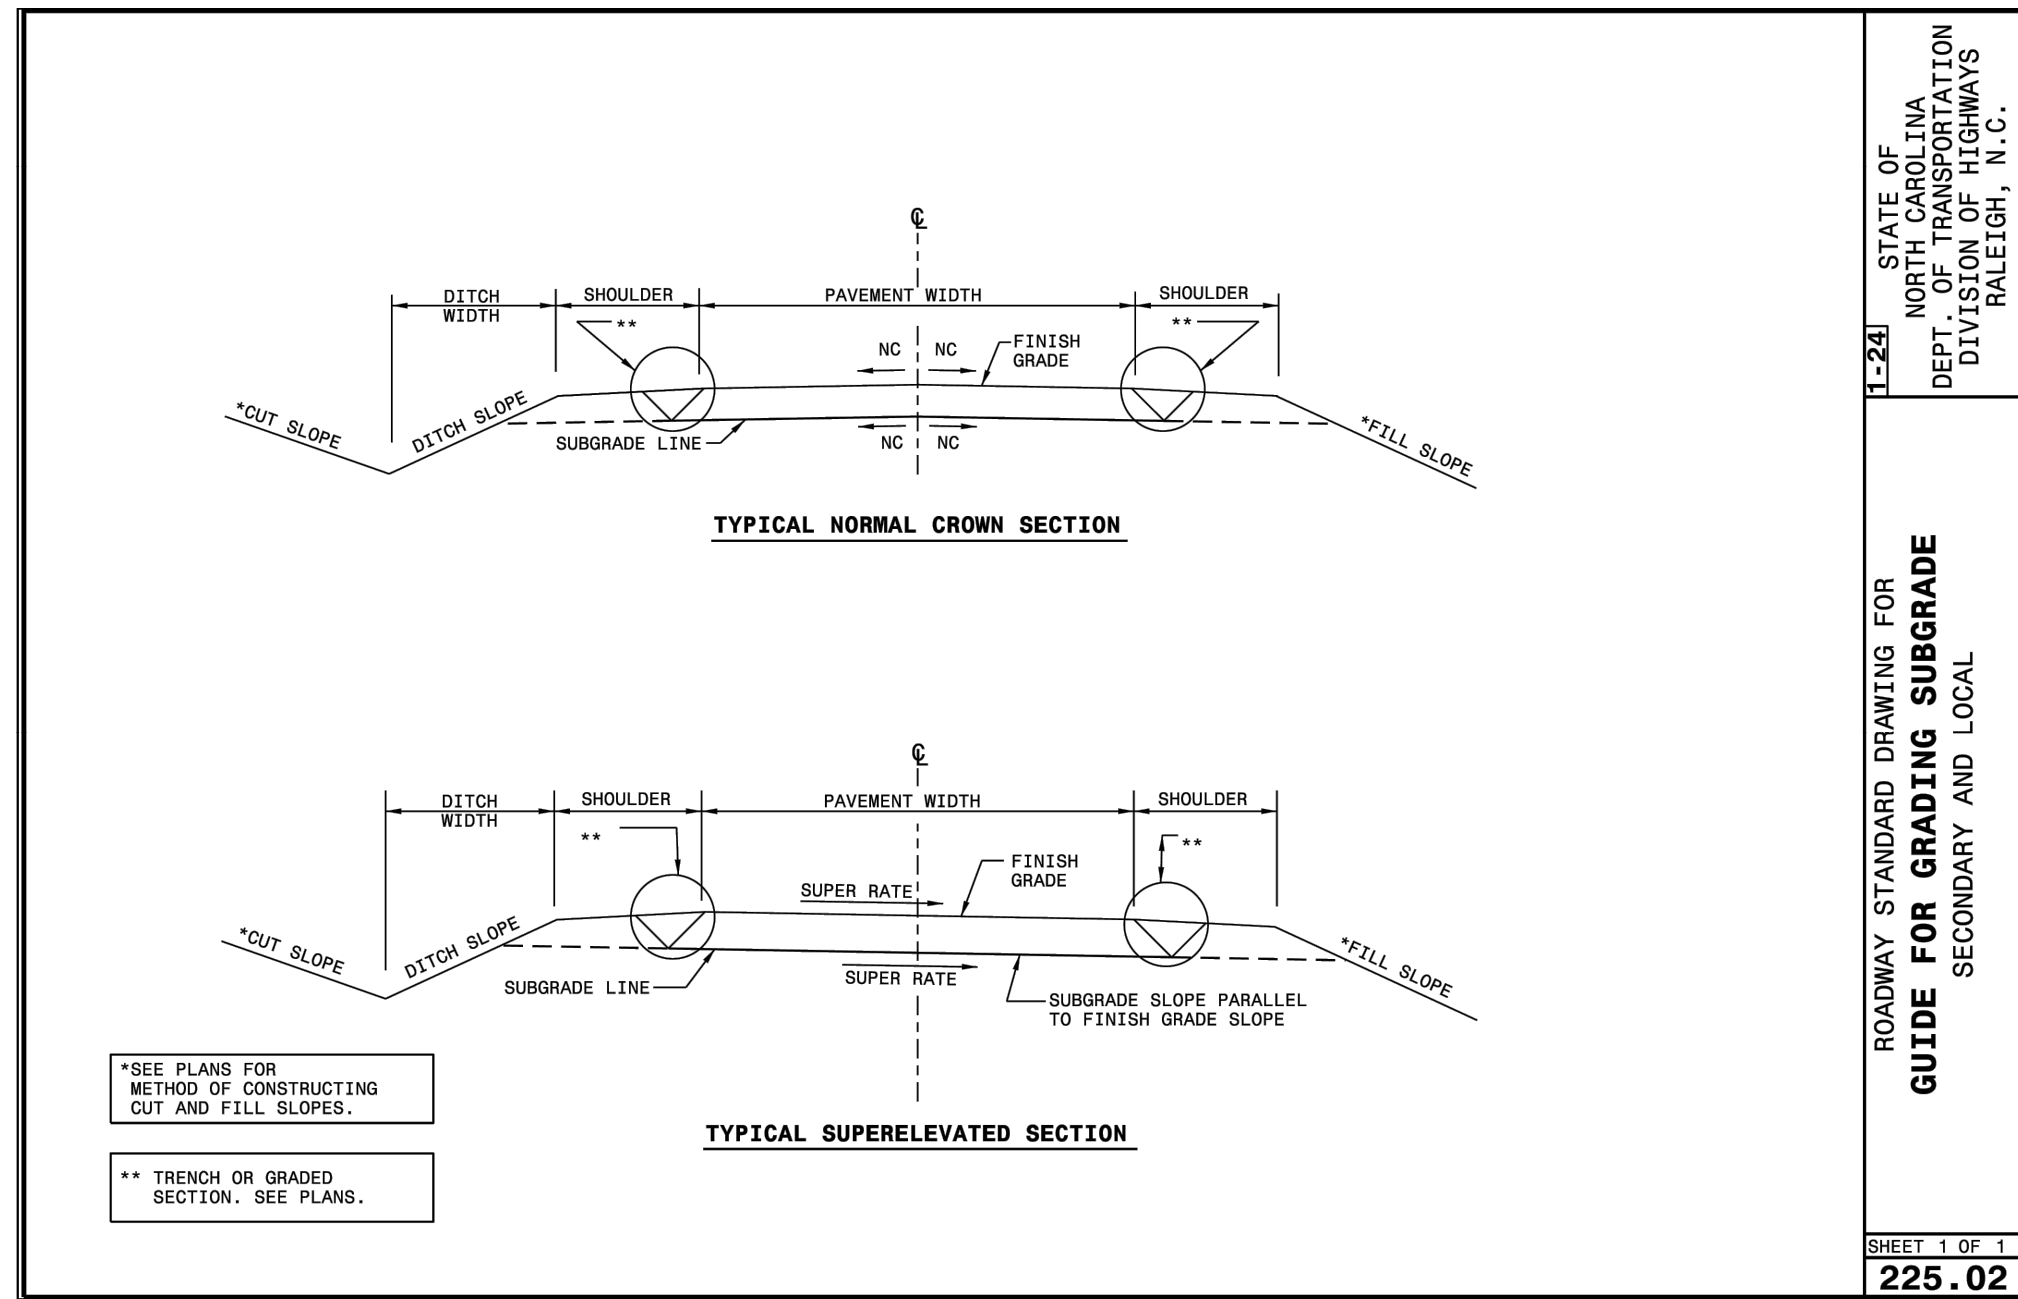 ℄
DITCH
WIDTH
SHOULDER
PAVEMENT WIDTH
SHOULDER
**
**
NC NC
FINISH
GRADE
*CUT SLOPE
DITCH SLOPE
SUBGRADE LINE
NC NC
*FILL SLOPE
TYPICAL NORMAL CROWN SECTION
℄
DITCH
WIDTH
SHOULDER
PAVEMENT WIDTH
SHOULDER
**
**
FINISH
GRADE
SUPER RATE
*CUT SLOPE
DITCH SLOPE
SUBGRADE LINE
SUPER RATE
*FILL SLOPE
SUBGRADE SLOPE PARALLEL
TO FINISH GRADE SLOPE
TYPICAL SUPERELEVATED SECTION
*SEE PLANS FOR
METHOD OF CONSTRUCTING
CUT AND FILL SLOPES.
** TRENCH OR GRADED
SECTION. SEE PLANS.
1-24
STATE OF
NORTH CAROLINA
DEPT. OF TRANSPORTATION
DIVISION OF HIGHWAYS
RALEIGH, N.C.
ROADWAY STANDARD DRAWING FOR
GUIDE FOR GRADING SUBGRADE
SECONDARY AND LOCAL
SHEET 1 OF 1
225.02